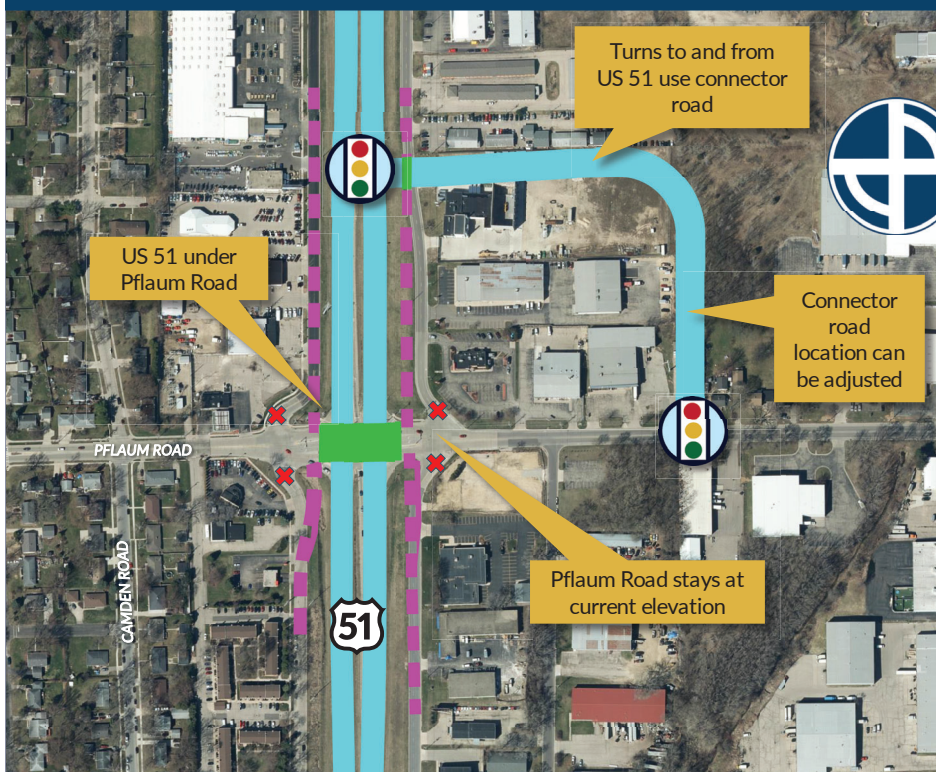 Turns to and from
US 51 use connector
road
US 51 under
Pflaum Road
Connector
road
location can
be adjusted
PFLAUM ROAD
CAMDEN ROAD
Pflaum Road stays at
current elevation
51